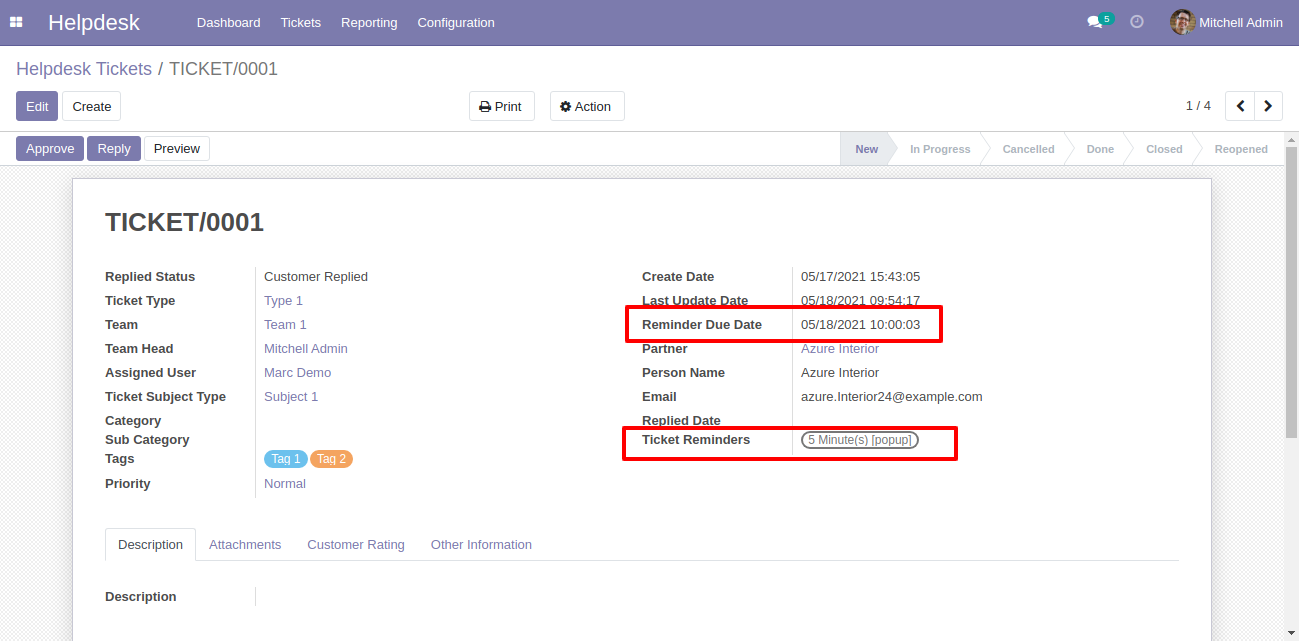 Helpdesk Dashboard Tickets Reporting Configuration 5 Mitchell Admin
Helpdesk Tickets / TICKET/0001
Edit Create Print Action 1 / 4
Approve Reply Preview New In Progress Cancelled Done Closed Reopened
TICKET/0001
Replied Status Customer Replied
Ticket Type Type 1
Team Team 1
Team Head Mitchell Admin
Assigned User Marc Demo
Ticket Subject Type Subject 1
Category
Sub Category
Tags Tag 1 Tag 2
Priority Normal
Create Date 05/17/2021 15:43:05
Last Update Date 05/18/2021 09:54:17
Reminder Due Date 05/18/2021 10:00:03
Partner Azure Interior
Person Name Azure Interior
Email azure.Interior24@example.com
Replied Date
Ticket Reminders 5 Minute(s) [popup]
Description Attachments Customer Rating Other Information
Description